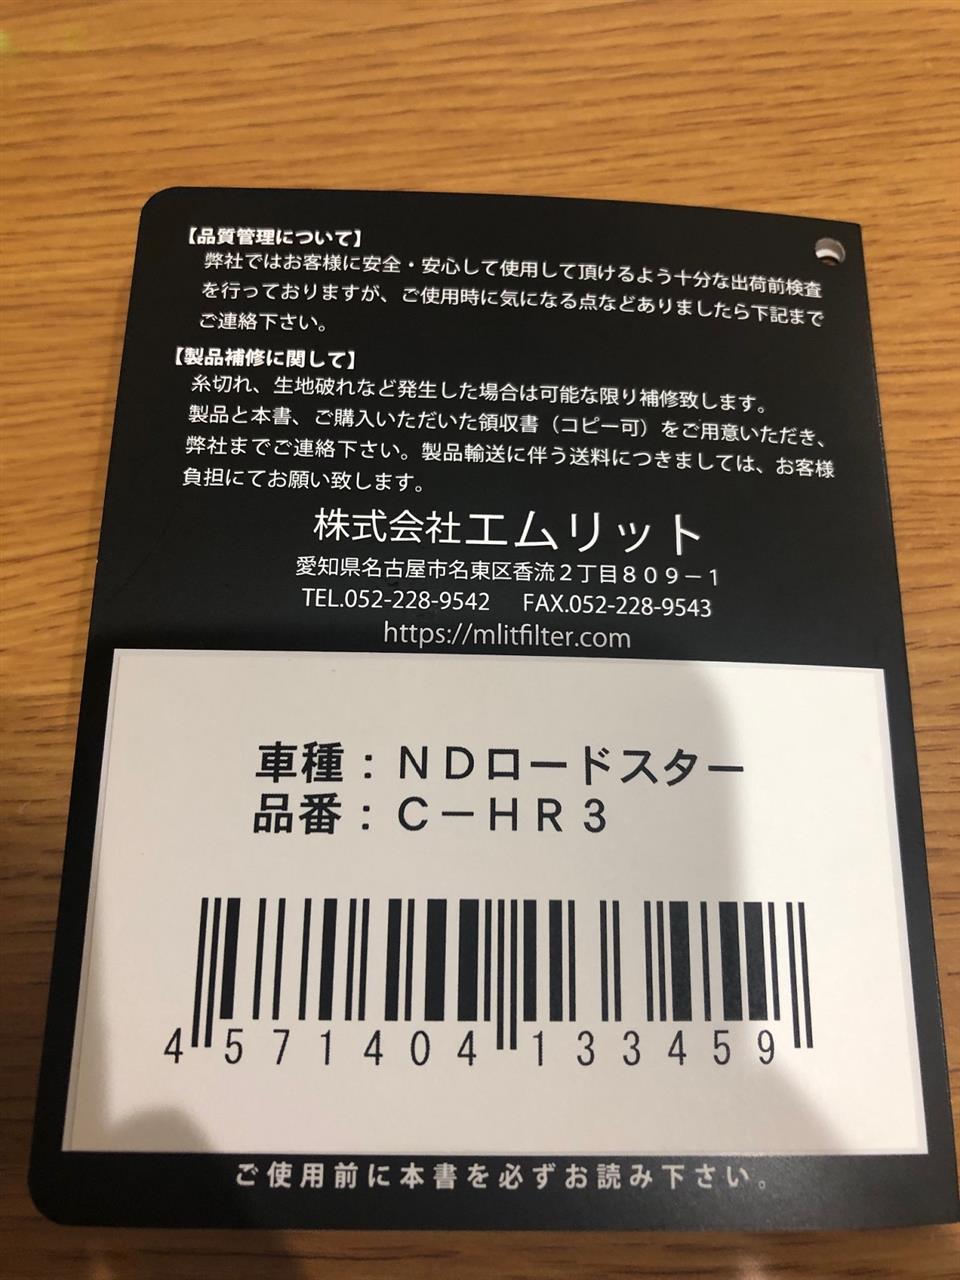 【品質管理について】
弊社ではお客様に安全・安心して使用して頂けるよう十分な出荷前検査
を行っておりますが、ご使用時に気になる点などありましたら下記まで
ご連絡下さい。
【製品補修に関して】
糸切れ、生地破れなど発生した場合は可能な限り補修致します。
製品と本書、ご購入いただいた領収書（コピー可）をご用意いただき、
弊社までご連絡下さい。製品輸送に伴う送料につきましては、お客様
負担にてお願い致します。
株式会社エムリット
愛知県名古屋市名東区香流２丁目８０９－１
TEL.052-228-9542 FAX.052-228-9543
https://mlitfilter.com
車種：ＮＤロードスター
品番：Ｃ－ＨＲ３
4571404133459
ご使用前に本書を必ずお読み下さい。